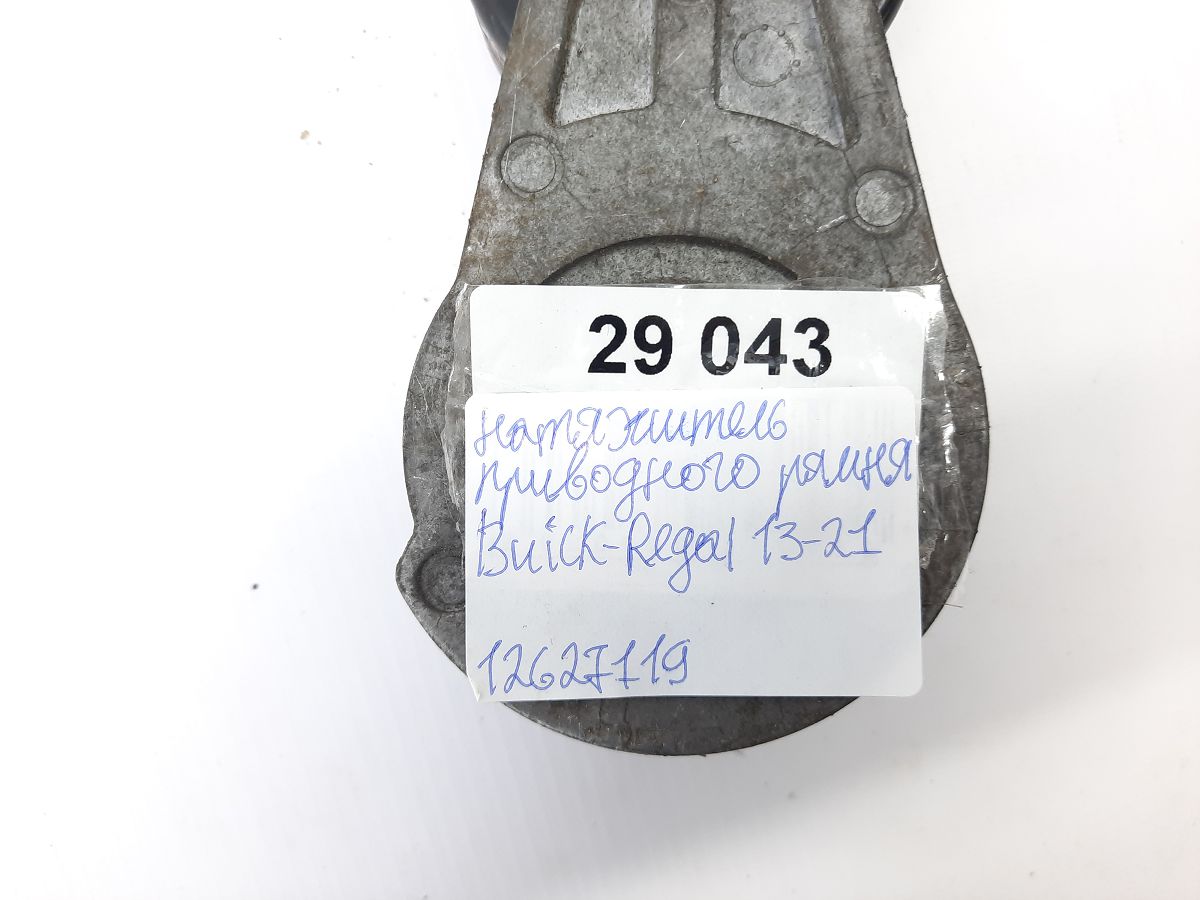 29 043
натяжитель
приводного ремня
Buick-Regal 13-21
12627119